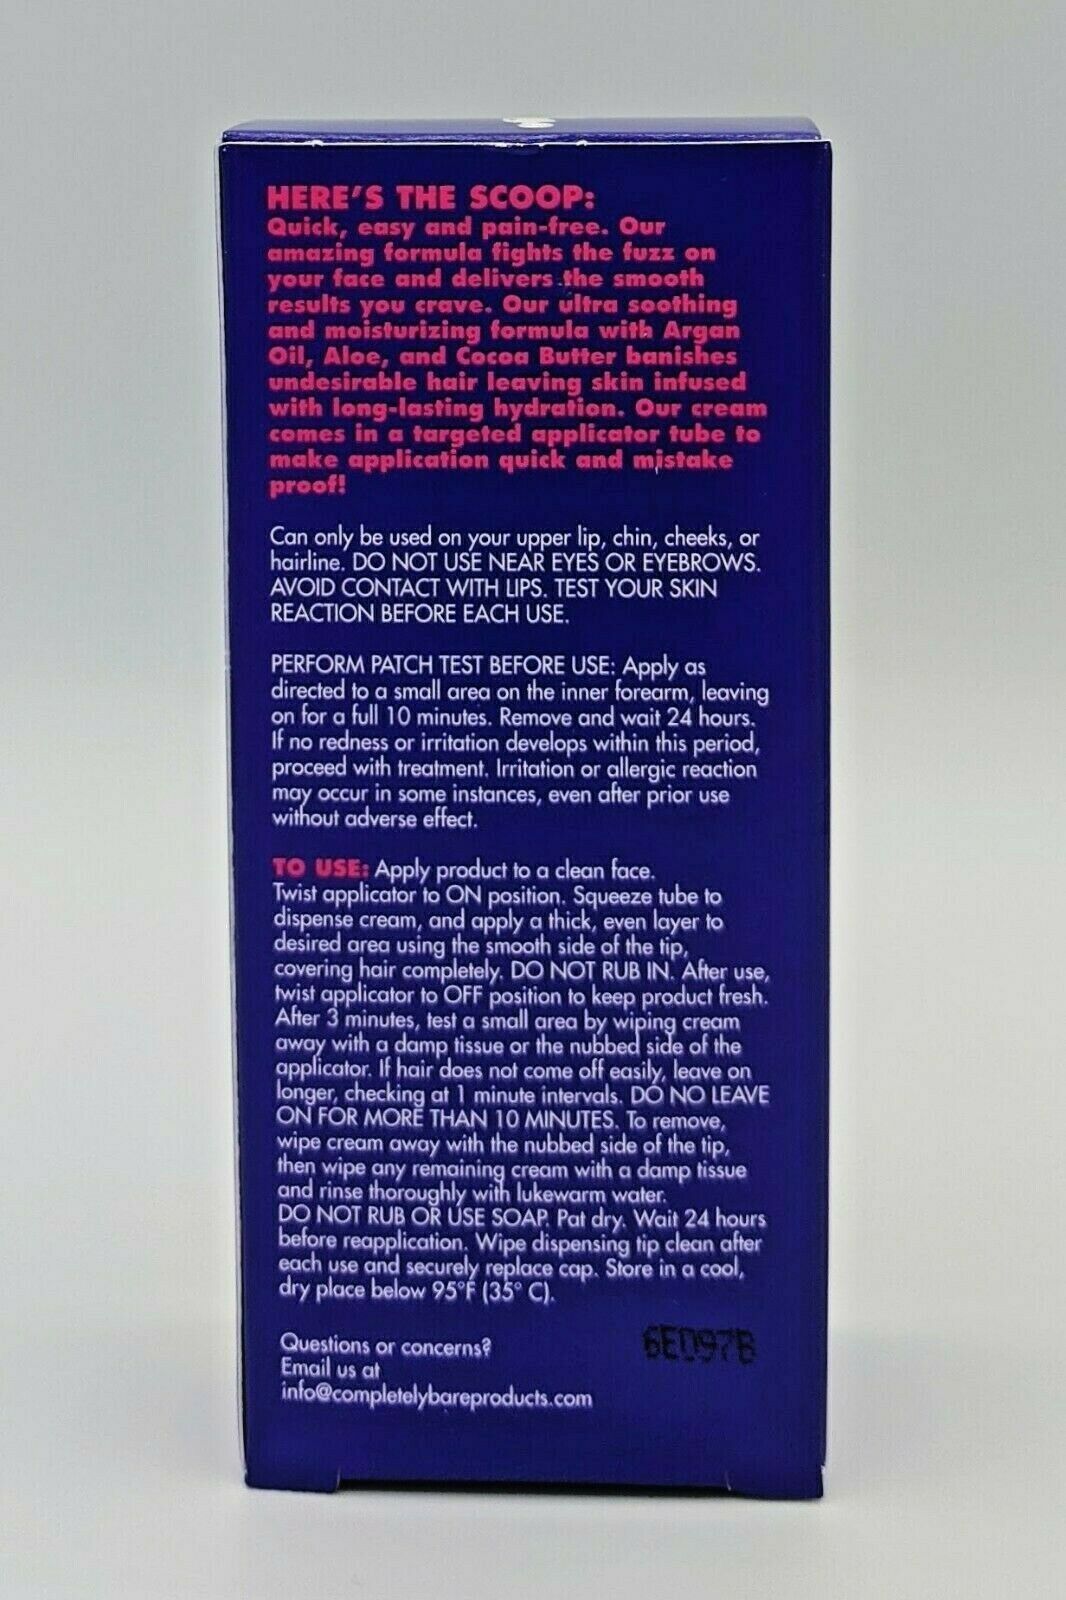 HERE'S THE SCOOP:
Quick, easy and pain-free. Our
amazing formula fights the fuzz on
your face and delivers the smooth
results you crave. Our ultra soothing
and moisturizing formula with Argan
Oil, Aloe, and Cocoa Butter banishes
undesirable hair leaving skin infused
with long-lasting hydration. Our cream
comes in a targeted applicator tube to
make application quick and mistake
proof!
Can only be used on your upper lip, chin, cheeks, or
hairline. DO NOT USE NEAR EYES OR EYEBROWS.
AVOID CONTACT WITH LIPS. TEST YOUR SKIN
REACTION BEFORE EACH USE.
PERFORM PATCH TEST BEFORE USE: Apply as
directed to a small area on the inner forearm, leaving
on for a full 10 minutes. Remove and wait 24 hours.
If no redness or irritation develops within this period,
proceed with treatment. Irritation or allergic reaction
may occur in some instances, even after prior use
without adverse effect.
TO USE: Apply product to a clean face.
Twist applicator to ON position. Squeeze tube to
dispense cream, and apply a thick, even layer to
desired area using the smooth side of the tip,
covering hair completely. DO NOT RUB IN. After use,
twist applicator to OFF position to keep product fresh.
After 3 minutes, test a small area by wiping cream
away with a damp tissue or the nubbed side of the
applicator. If hair does not come off easily, leave on
longer, checking at 1 minute intervals. DO NO LEAVE
ON FOR MORE THAN 10 MINUTES. To remove,
wipe cream away with the nubbed side of the tip,
then wipe any remaining cream with a damp tissue
and rinse thoroughly with lukewarm water.
DO NOT RUB OR USE SOAP. Pat dry. Wait 24 hours
before reapplication. Wipe dispensing tip clean after
each use and securely replace cap. Store in a cool,
dry place below 95°F (35° C).
Questions or concerns?
Email us at
info@completelybareproducts.com
6E097B